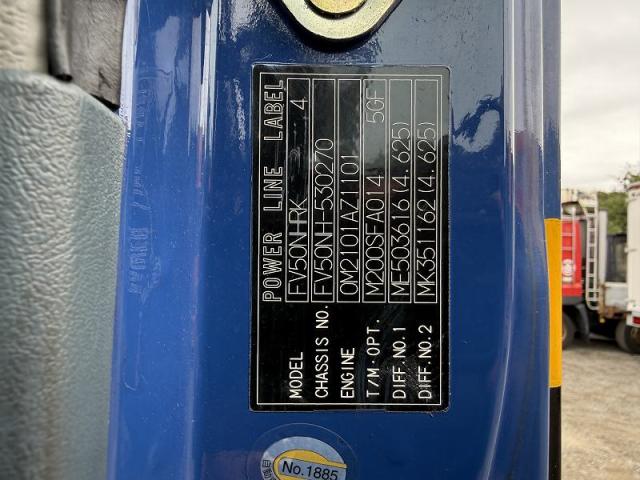 POWER LINE LABEL
MODEL FV50NHRK 4
CHASSIS NO. FV50NH-530270
ENGINE OM2101AZ1101
T/M·OPT. M200SFA014 5GF
DIFF.NO.1 ME503616(4.625)
DIFF.NO.2 MK351162(4.625)
No.1885